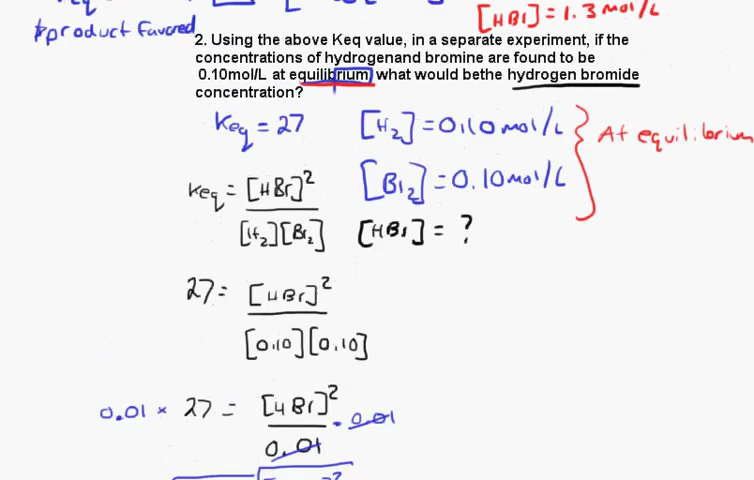 [HBr] = 1.3 mol/L
product favored
2. Using the above Keq value, in a separate experiment, if the
concentrations of hydrogenand bromine are found to be
0.10mol/L at equilibrium, what would bethe hydrogen bromide
concentration?
Keq = 27 [H2] = 0.10 mol/L
At equilibrium
[Br2] = 0.10 mol/L
Keq = [HBr]²
[H2][Br2]
[HBr] = ?
27 = [HBr]²
[0.10][0.10]
0.01 × 27 = [HBr]² · 0.01
0.01